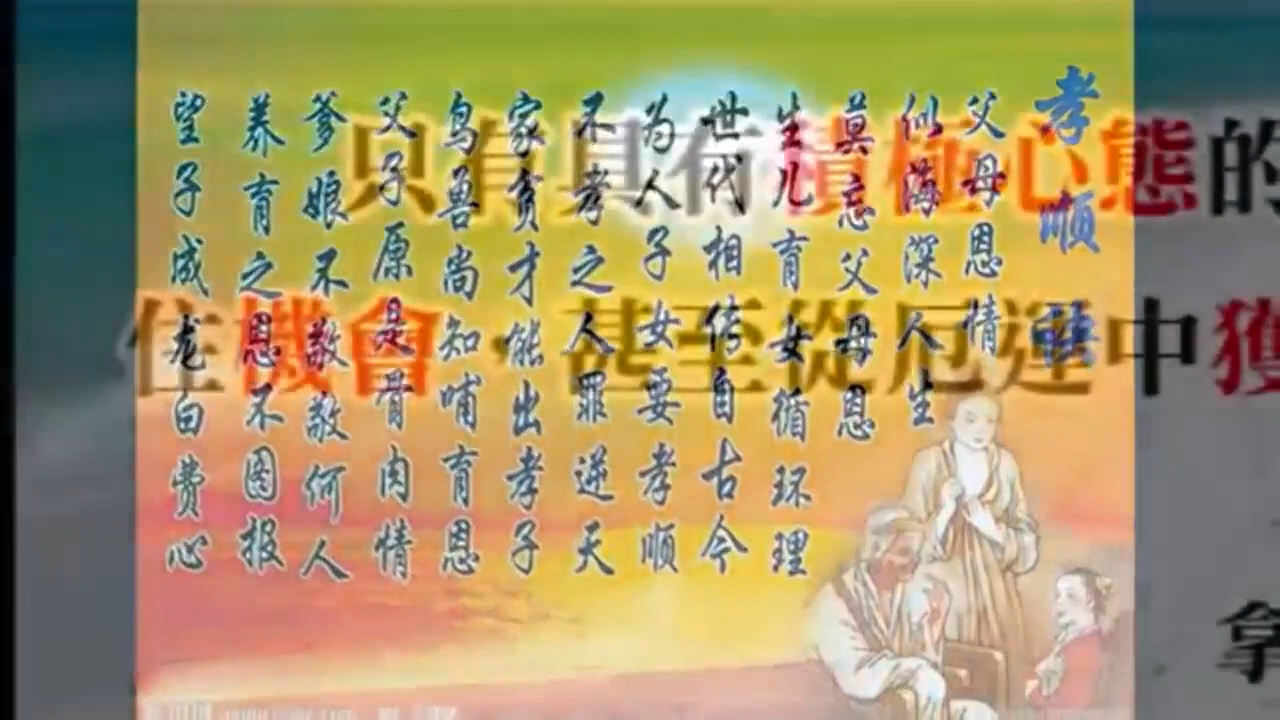 孝顺
父母恩情
似海深人生
莫忘父母恩
生儿育女循环理
世代相传自古今
为人子女要孝顺
不孝之人罪逆天
家贫才能出孝子
鸟兽尚知哺育恩
父子原是骨肉情
爹娘不敬敬何人
养育之恩不图报
望子成龙白费心
只有具有積極心態的
住機會，甚至從厄運中獲
拿